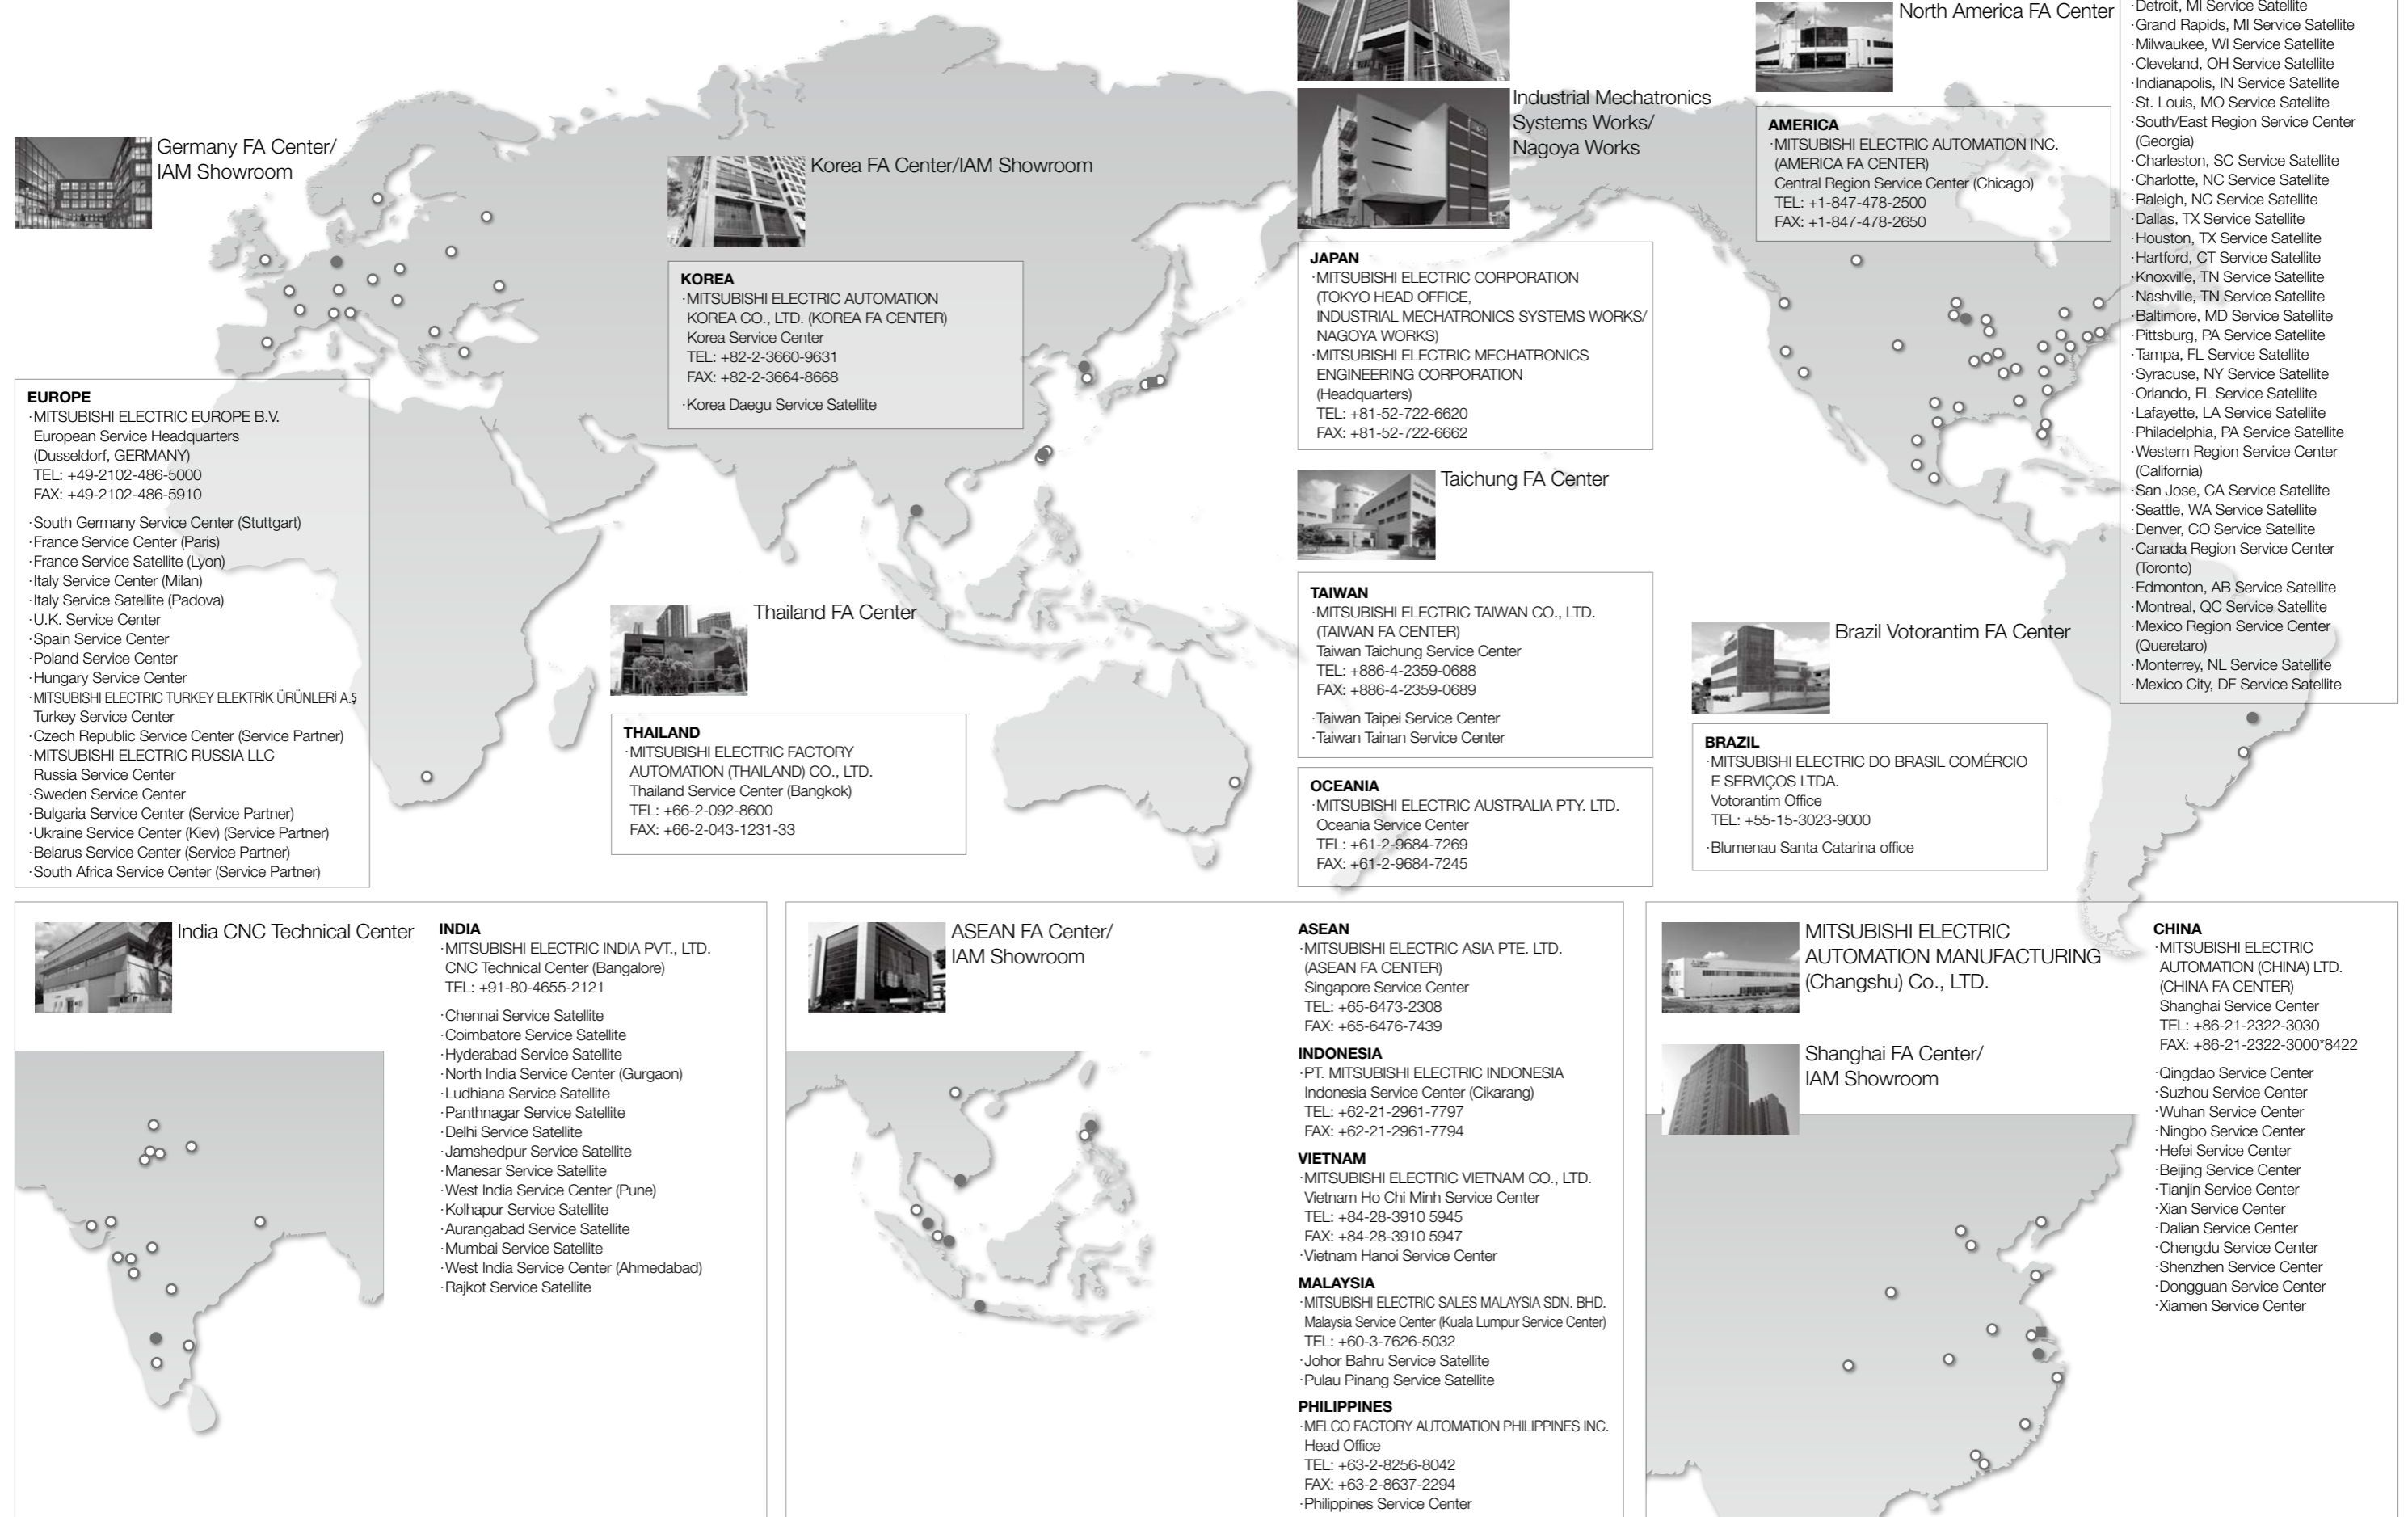 North America FA Center
·Detroit, MI Service Satellite
·Grand Rapids, MI Service Satellite
·Milwaukee, WI Service Satellite
·Cleveland, OH Service Satellite
·Indianapolis, IN Service Satellite
·St. Louis, MO Service Satellite
·South/East Region Service Center
(Georgia)
·Charleston, SC Service Satellite
·Charlotte, NC Service Satellite
·Raleigh, NC Service Satellite
·Dallas, TX Service Satellite
·Houston, TX Service Satellite
·Hartford, CT Service Satellite
·Knoxville, TN Service Satellite
·Nashville, TN Service Satellite
·Baltimore, MD Service Satellite
·Pittsburg, PA Service Satellite
·Tampa, FL Service Satellite
·Syracuse, NY Service Satellite
·Orlando, FL Service Satellite
·Lafayette, LA Service Satellite
·Philadelphia, PA Service Satellite
·Western Region Service Center
(California)
·San Jose, CA Service Satellite
·Seattle, WA Service Satellite
·Denver, CO Service Satellite
·Canada Region Service Center
(Toronto)
·Edmonton, AB Service Satellite
·Montreal, QC Service Satellite
·Mexico Region Service Center
(Queretaro)
·Monterrey, NL Service Satellite
·Mexico City, DF Service Satellite
AMERICA
·MITSUBISHI ELECTRIC AUTOMATION INC.
(AMERICA FA CENTER)
Central Region Service Center (Chicago)
TEL: +1-847-478-2500
FAX: +1-847-478-2650
Industrial Mechatronics
Systems Works/
Nagoya Works
JAPAN
·MITSUBISHI ELECTRIC CORPORATION
(TOKYO HEAD OFFICE,
INDUSTRIAL MECHATRONICS SYSTEMS WORKS/
NAGOYA WORKS)
·MITSUBISHI ELECTRIC MECHATRONICS
ENGINEERING CORPORATION
(Headquarters)
TEL: +81-52-722-6620
FAX: +81-52-722-6662
Germany FA Center/
IAM Showroom
EUROPE
·MITSUBISHI ELECTRIC EUROPE B.V.
European Service Headquarters
(Dusseldorf, GERMANY)
TEL: +49-2102-486-5000
FAX: +49-2102-486-5910
·South Germany Service Center (Stuttgart)
·France Service Center (Paris)
·France Service Satellite (Lyon)
·Italy Service Center (Milan)
·Italy Service Satellite (Padova)
·U.K. Service Center
·Spain Service Center
·Poland Service Center
·Hungary Service Center
·MITSUBISHI ELECTRIC TURKEY ELEKTRİK ÜRÜNLERİ A.Ş
Turkey Service Center
·Czech Republic Service Center (Service Partner)
·MITSUBISHI ELECTRIC RUSSIA LLC
Russia Service Center
·Sweden Service Center
·Bulgaria Service Center (Service Partner)
·Ukraine Service Center (Kiev) (Service Partner)
·Belarus Service Center (Service Partner)
·South Africa Service Center (Service Partner)
Korea FA Center/IAM Showroom
KOREA
·MITSUBISHI ELECTRIC AUTOMATION
KOREA CO., LTD. (KOREA FA CENTER)
Korea Service Center
TEL: +82-2-3660-9631
FAX: +82-2-3664-8668
·Korea Daegu Service Satellite
Thailand FA Center
THAILAND
·MITSUBISHI ELECTRIC FACTORY
AUTOMATION (THAILAND) CO., LTD.
Thailand Service Center (Bangkok)
TEL: +66-2-092-8600
FAX: +66-2-043-1231-33
Taichung FA Center
TAIWAN
·MITSUBISHI ELECTRIC TAIWAN CO., LTD.
(TAIWAN FA CENTER)
Taiwan Taichung Service Center
TEL: +886-4-2359-0688
FAX: +886-4-2359-0689
·Taiwan Taipei Service Center
·Taiwan Tainan Service Center
OCEANIA
·MITSUBISHI ELECTRIC AUSTRALIA PTY. LTD.
Oceania Service Center
TEL: +61-2-9684-7269
FAX: +61-2-9684-7245
Brazil Votorantim FA Center
BRAZIL
·MITSUBISHI ELECTRIC DO BRASIL COMÉRCIO
E SERVIÇOS LTDA.
Votorantim Office
TEL: +55-15-3023-9000
·Blumenau Santa Catarina office
India CNC Technical Center
INDIA
·MITSUBISHI ELECTRIC INDIA PVT., LTD.
CNC Technical Center (Bangalore)
TEL: +91-80-4655-2121
·Chennai Service Satellite
·Coimbatore Service Satellite
·Hyderabad Service Satellite
·North India Service Center (Gurgaon)
·Ludhiana Service Satellite
·Panthnagar Service Satellite
·Delhi Service Satellite
·Jamshedpur Service Satellite
·Manesar Service Satellite
·West India Service Center (Pune)
·Kolhapur Service Satellite
·Aurangabad Service Satellite
·Mumbai Service Satellite
·West India Service Center (Ahmedabad)
·Rajkot Service Satellite
ASEAN FA Center/
IAM Showroom
ASEAN
·MITSUBISHI ELECTRIC ASIA PTE. LTD.
(ASEAN FA CENTER)
Singapore Service Center
TEL: +65-6473-2308
FAX: +65-6476-7439
INDONESIA
·PT. MITSUBISHI ELECTRIC INDONESIA
Indonesia Service Center (Cikarang)
TEL: +62-21-2961-7797
FAX: +62-21-2961-7794
VIETNAM
·MITSUBISHI ELECTRIC VIETNAM CO., LTD.
Vietnam Ho Chi Minh Service Center
TEL: +84-28-3910 5945
FAX: +84-28-3910 5947
·Vietnam Hanoi Service Center
MALAYSIA
·MITSUBISHI ELECTRIC SALES MALAYSIA SDN. BHD.
Malaysia Service Center (Kuala Lumpur Service Center)
TEL: +60-3-7626-5032
·Johor Bahru Service Satellite
·Pulau Pinang Service Satellite
PHILIPPINES
·MELCO FACTORY AUTOMATION PHILIPPINES INC.
Head Office
TEL: +63-2-8256-8042
FAX: +63-2-8637-2294
·Philippines Service Center
MITSUBISHI ELECTRIC
AUTOMATION MANUFACTURING
(Changshu) Co., LTD.
Shanghai FA Center/
IAM Showroom
CHINA
·MITSUBISHI ELECTRIC
AUTOMATION (CHINA) LTD.
(CHINA FA CENTER)
Shanghai Service Center
TEL: +86-21-2322-3030
FAX: +86-21-2322-3000*8422
·Qingdao Service Center
·Suzhou Service Center
·Wuhan Service Center
·Ningbo Service Center
·Hefei Service Center
·Beijing Service Center
·Tianjin Service Center
·Xian Service Center
·Dalian Service Center
·Chengdu Service Center
·Shenzhen Service Center
·Dongguan Service Center
·Xiamen Service Center